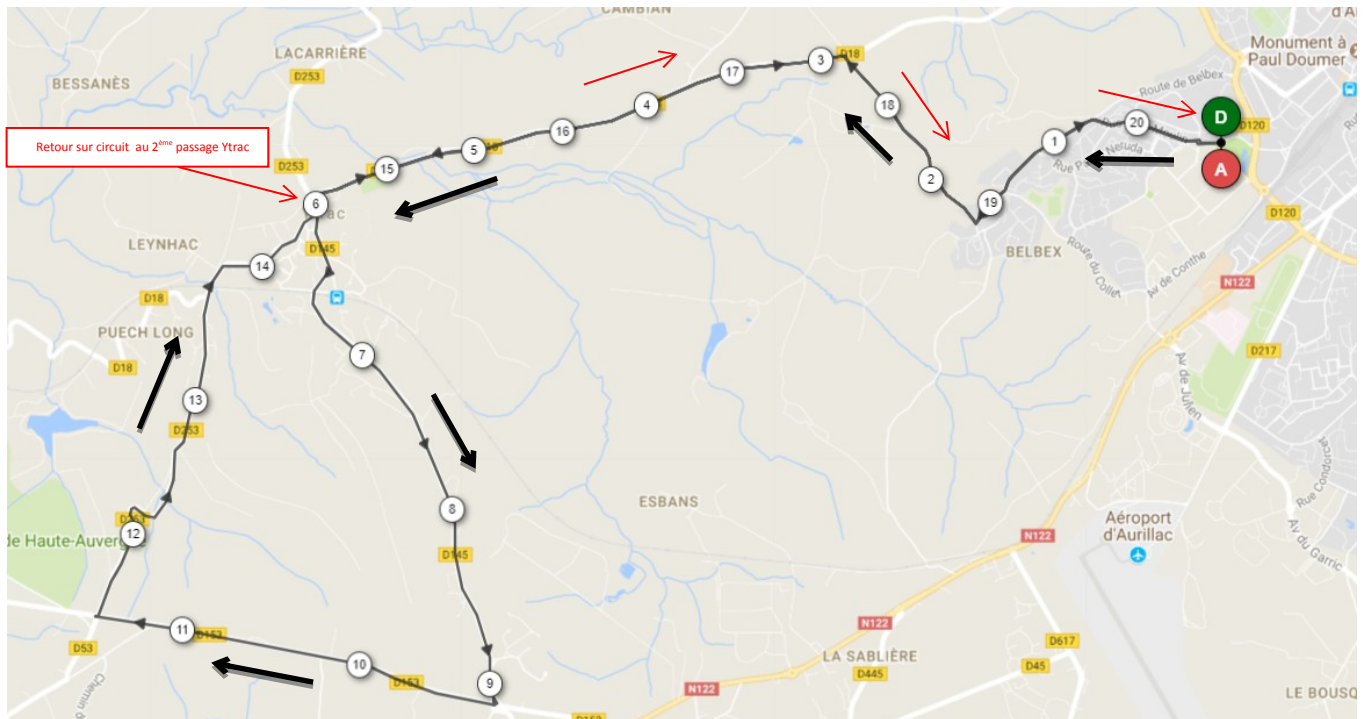 CAMBIAN
d'A
Monument à
Paul Doumer
LACARRIÈRE
BESSANÈS
D253
3
D18
17
Route de Belbex
4
18
D
D120
20
16
1
Retour sur circuit au 2ème passage Ytrac
5
Rue Pablo Neruda
D253
15
2
A
6
19
D120
LEYNHAC
D145
BELBEX
14
Route du Collet
Av de Conthe
N122
D18
PUECH LONG
D217
7
D18
Av de Julien
13
D253
Rue Condorcet
8
ESBANS
Aéroport
d'Aurillac
D253
12
de Haute-Auvergne
N122
D145
Av du Garric
11
D153
N122
D53
D617
LA SABLIÈRE
10
D45
D445
9
D153
N122
Chemin d
LE BOUSQ
D153